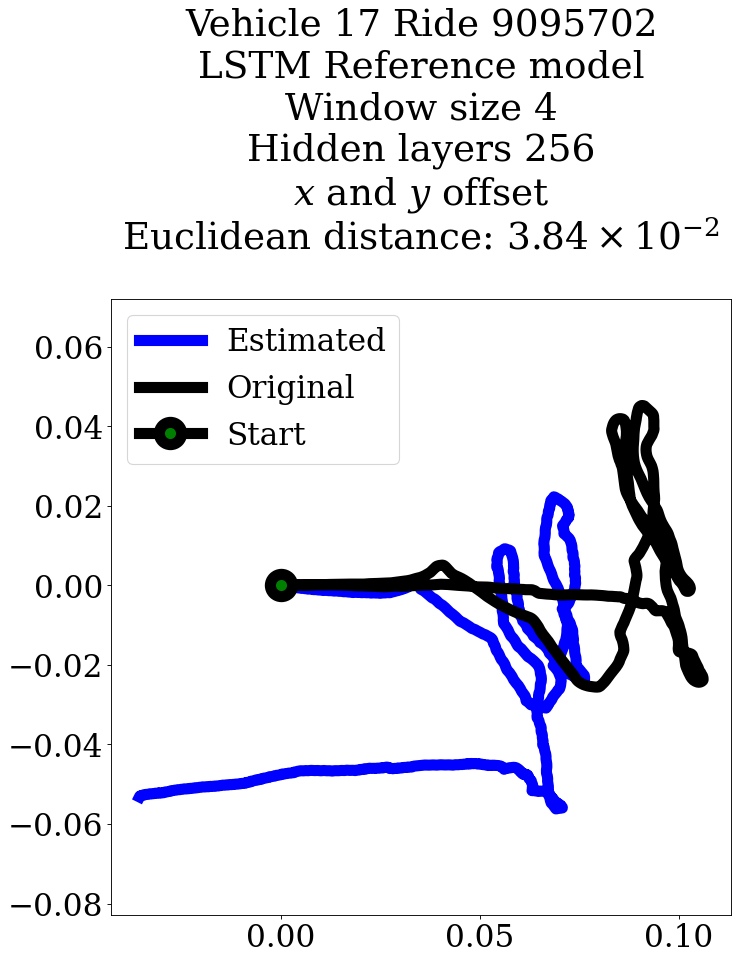 Vehicle 17 Ride 9095702
LSTM Reference model
Window size 4
Hidden layers 256
x and y offset
Euclidean distance: 3.84 × 10⁻²
Estimated
Original
Start
0.06
0.04
0.02
0.00
−0.02
−0.04
−0.06
−0.08
0.00 0.05 0.10